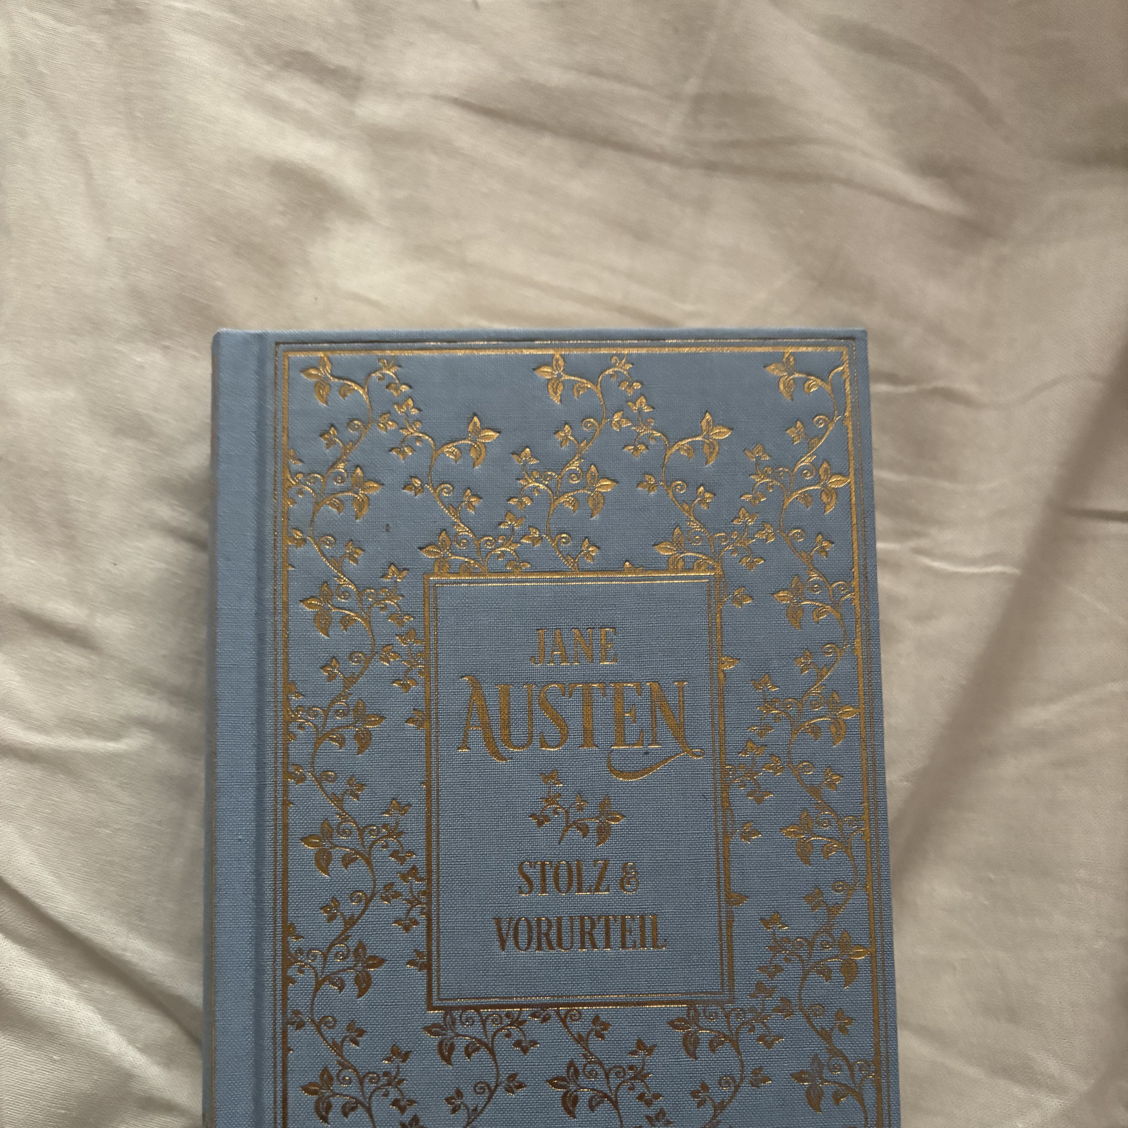 JANE
AUSTEN
STOLZ &
VORURTEIL